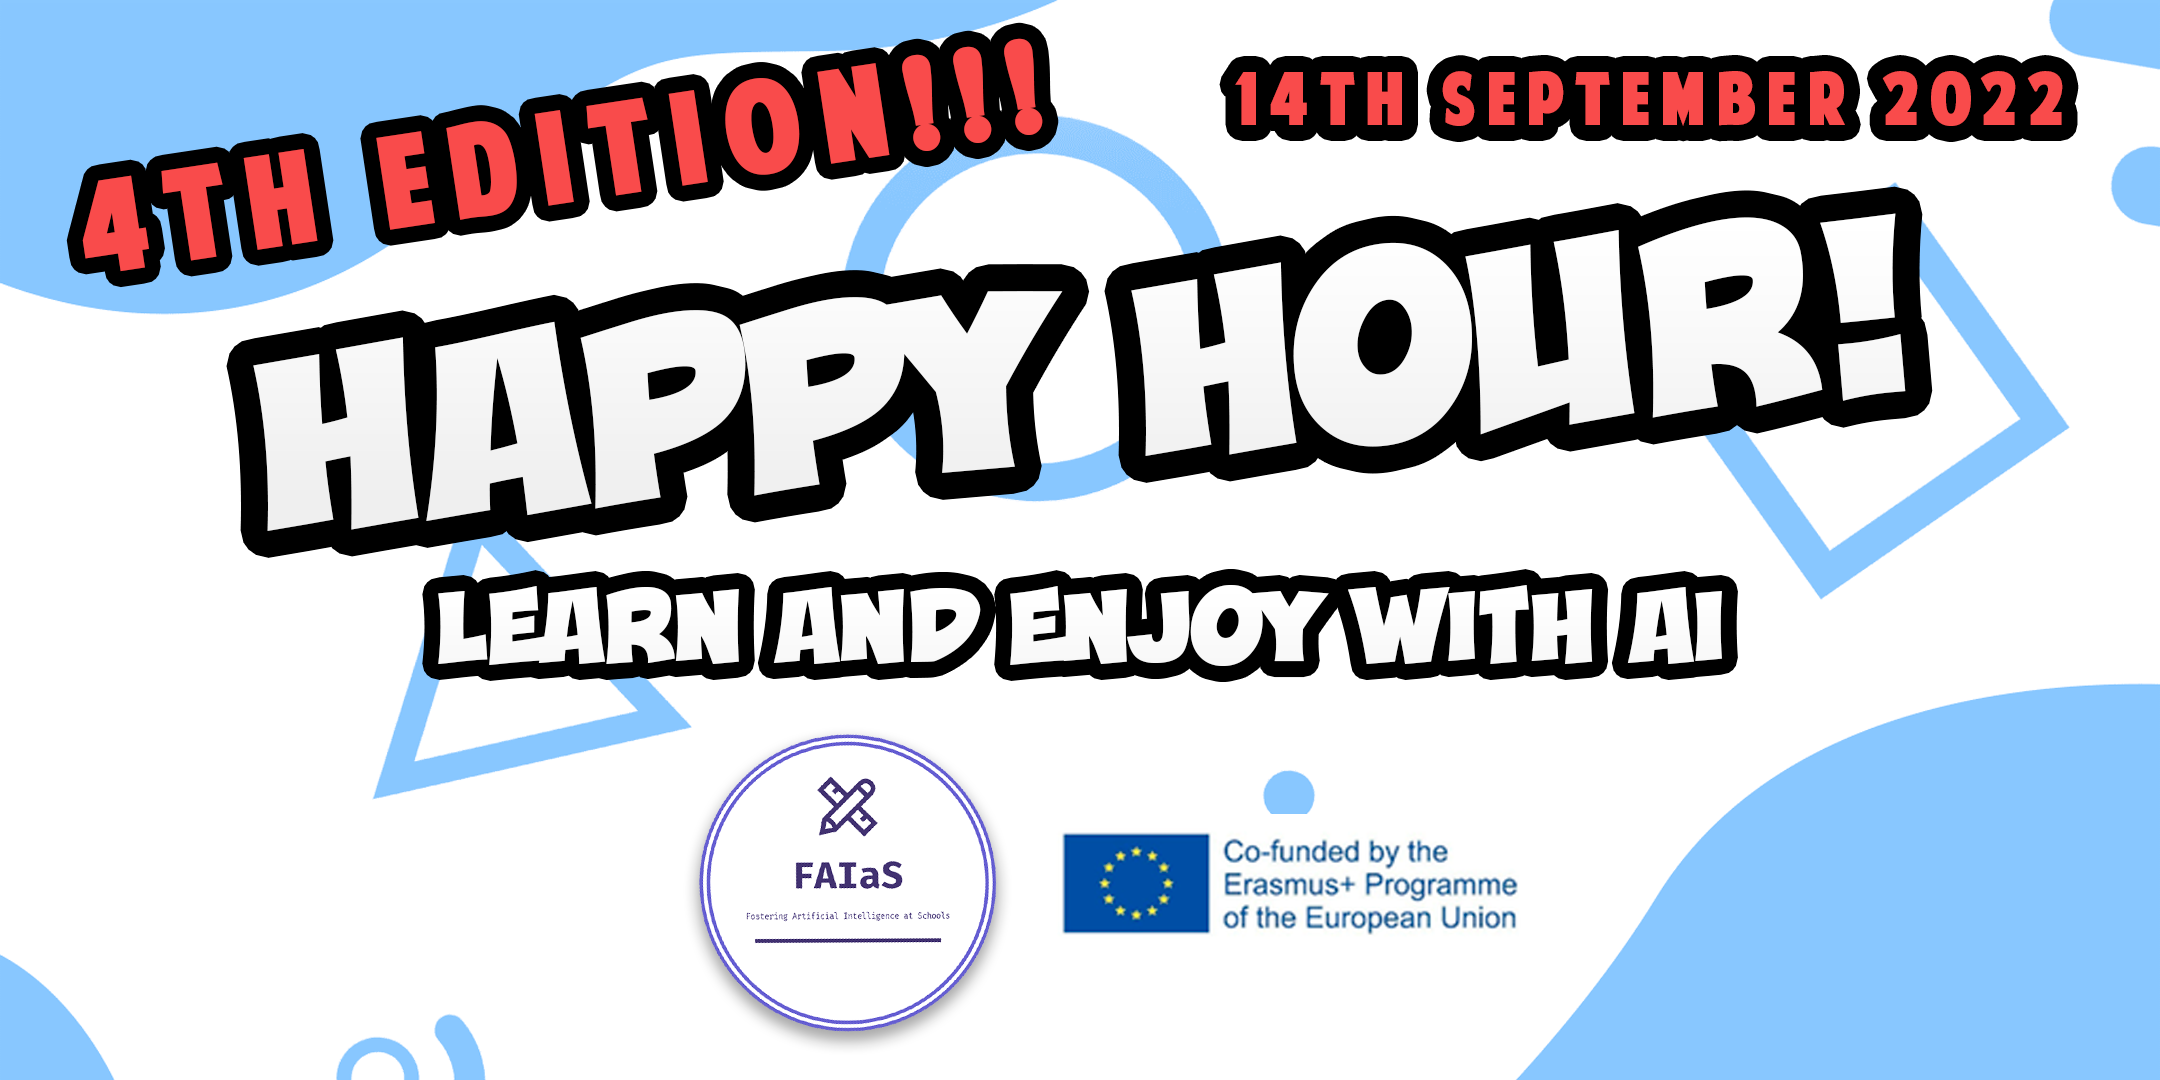 4TH EDITION!!!
14TH SEPTEMBER 2022
HAPPY HOUR!
LEARN AND ENJOY WITH AI
FAIaS
Fostering Artificial Intelligence at Schools
Co-funded by the
Erasmus+ Programme
of the European Union